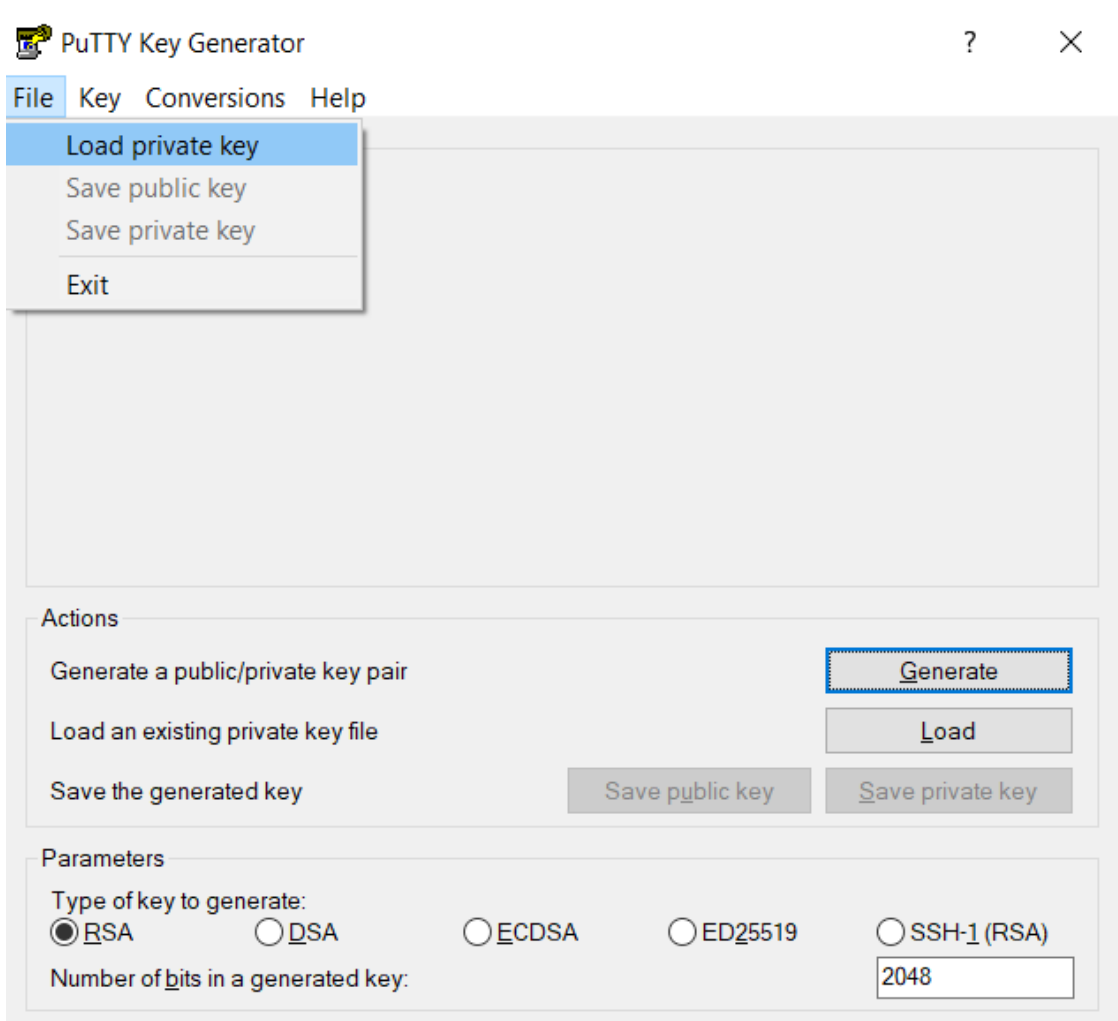 PuTTY Key Generator ?
File Key Conversions Help
Load private key
Save public key
Save private key
Exit
Actions
Generate a public/private key pair Generate
Load an existing private key file Load
Save the generated key Save public key Save private key
Parameters
Type of key to generate:
RSA DSA ECDSA ED25519 SSH-1 (RSA)
Number of bits in a generated key: 2048